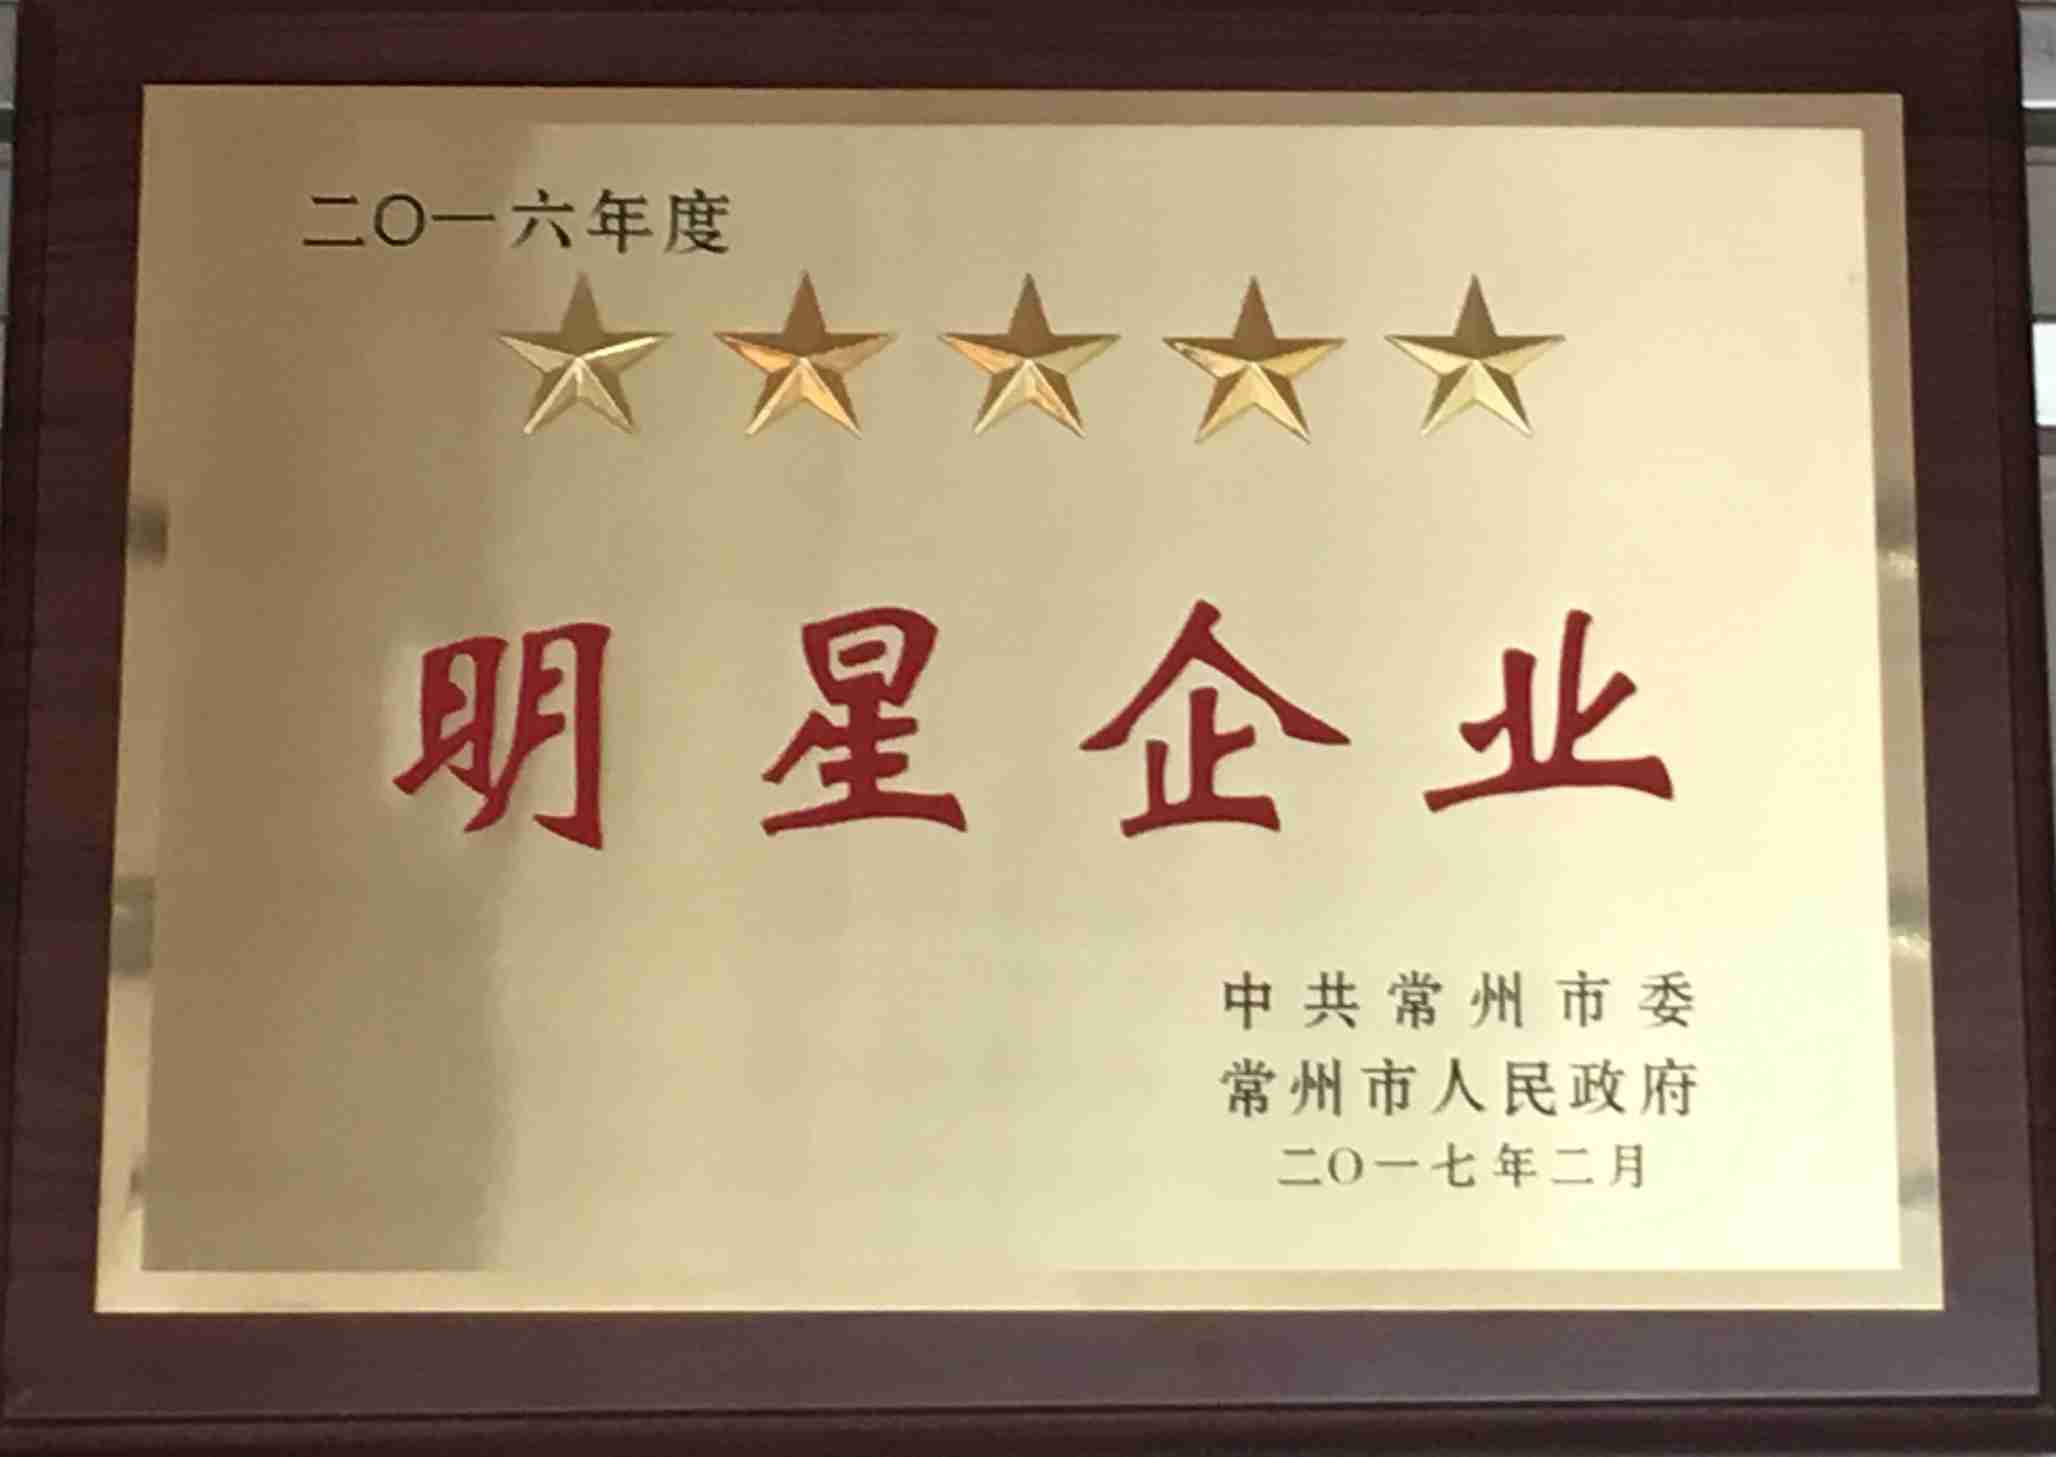 二〇一六年度
明星企业
中共常州市委
常州市人民政府
二〇一七年二月